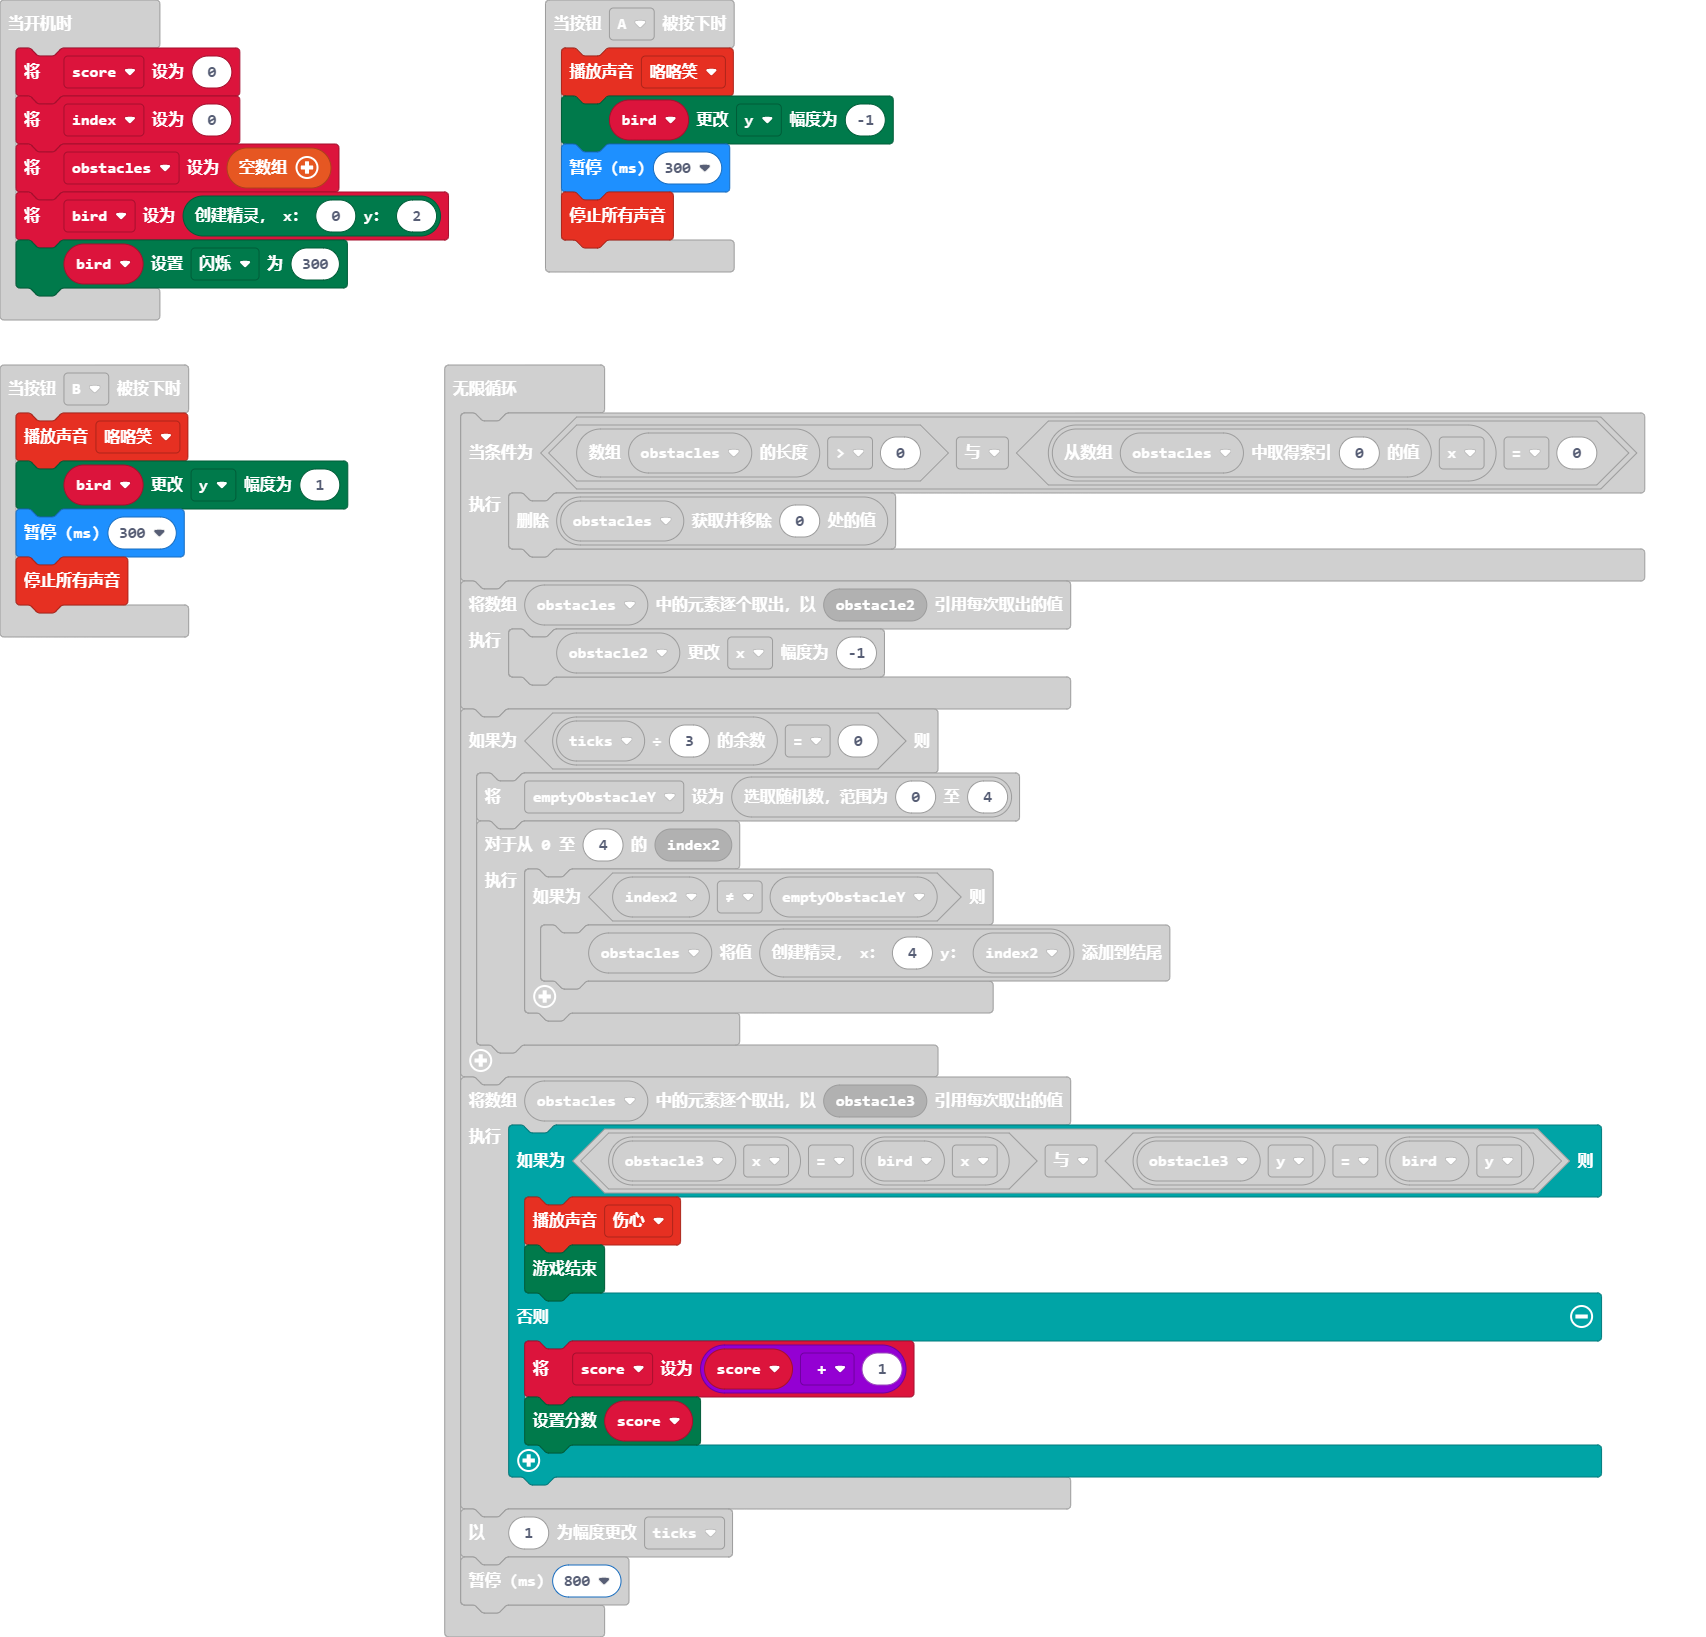 当开机时
将 score 设为 0
将 index 设为 0
将 obstacles 设为 空数组
将 bird 设为 创建精灵， x： 0 y： 2
bird 设置 闪烁 为 300
当按钮 A 被按下时
播放声音 咯咯笑
bird 更改 y 幅度为 -1
暂停 (ms) 300
停止所有声音
当按钮 B 被按下时
播放声音 咯咯笑
bird 更改 y 幅度为 1
暂停 (ms) 300
停止所有声音
无限循环
当条件为 数组 obstacles 的长度 > 0 与 从数组 obstacles 中取得索引 0 的值 x = 0
执行
删除 obstacles 获取并移除 0 处的值
将数组 obstacles 中的元素逐个取出，以 obstacle2 引用每次取出的值
执行
obstacle2 更改 x 幅度为 -1
如果为 ticks ÷ 3 的余数 = 0 则
将 emptyObstacleY 设为 选取随机数，范围为 0 至 4
对于从 0 至 4 的 index2
执行
如果为 index2 ≠ emptyObstacleY 则
obstacles 将值 创建精灵， x： 4 y： index2 添加到结尾
将数组 obstacles 中的元素逐个取出，以 obstacle3 引用每次取出的值
执行
如果为 obstacle3 x = bird x 与 obstacle3 y = bird y 则
播放声音 伤心
游戏结束
否则
将 score 设为 score + 1
设置分数 score
以 1 为幅度更改 ticks
暂停 (ms) 800